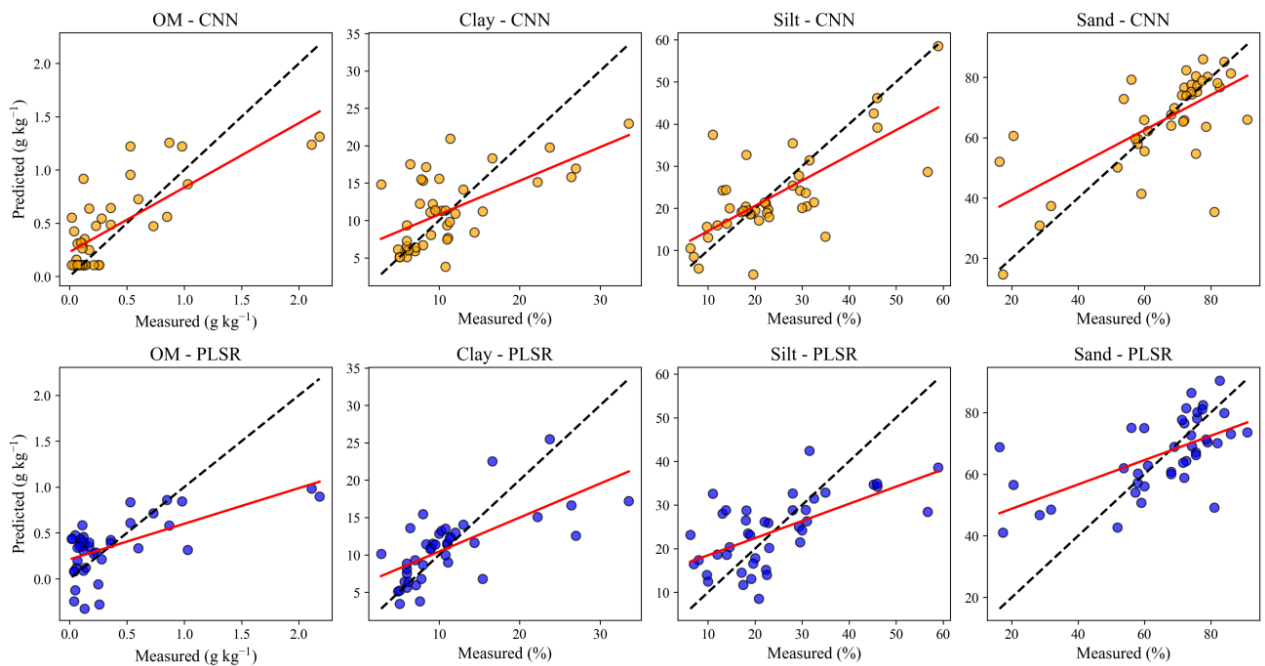 OM - CNN
Clay - CNN
Silt - CNN
Sand - CNN
Predicted (g kg⁻¹)
2.0
1.5
1.0
0.5
0.0
35
30
25
20
15
10
5
60
50
40
30
20
10
0
80
60
40
20
0.0 0.5 1.0 1.5 2.0
10 20 30
10 20 30 40 50 60
20 40 60 80
Measured (g kg⁻¹)
Measured (%)
Measured (%)
Measured (%)
OM - PLSR
Clay - PLSR
Silt - PLSR
Sand - PLSR
Predicted (g kg⁻¹)
2.0
1.5
1.0
0.5
0.0
35
30
25
20
15
10
5
60
50
40
30
20
10
0
80
60
40
20
0.0 0.5 1.0 1.5 2.0
10 20 30
10 20 30 40 50 60
20 40 60 80
Measured (g kg⁻¹)
Measured (%)
Measured (%)
Measured (%)